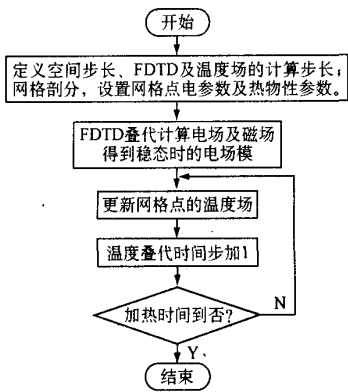 开始
定义空间步长、FDTD及温度场的计算步长；
网格剖分，设置网格点电参数及热物性参数。
FDTD叠代计算电场及磁场
得到稳态时的电场模
更新网格点的温度场
温度叠代时间步加1
加热时间到否?
N
Y
结束